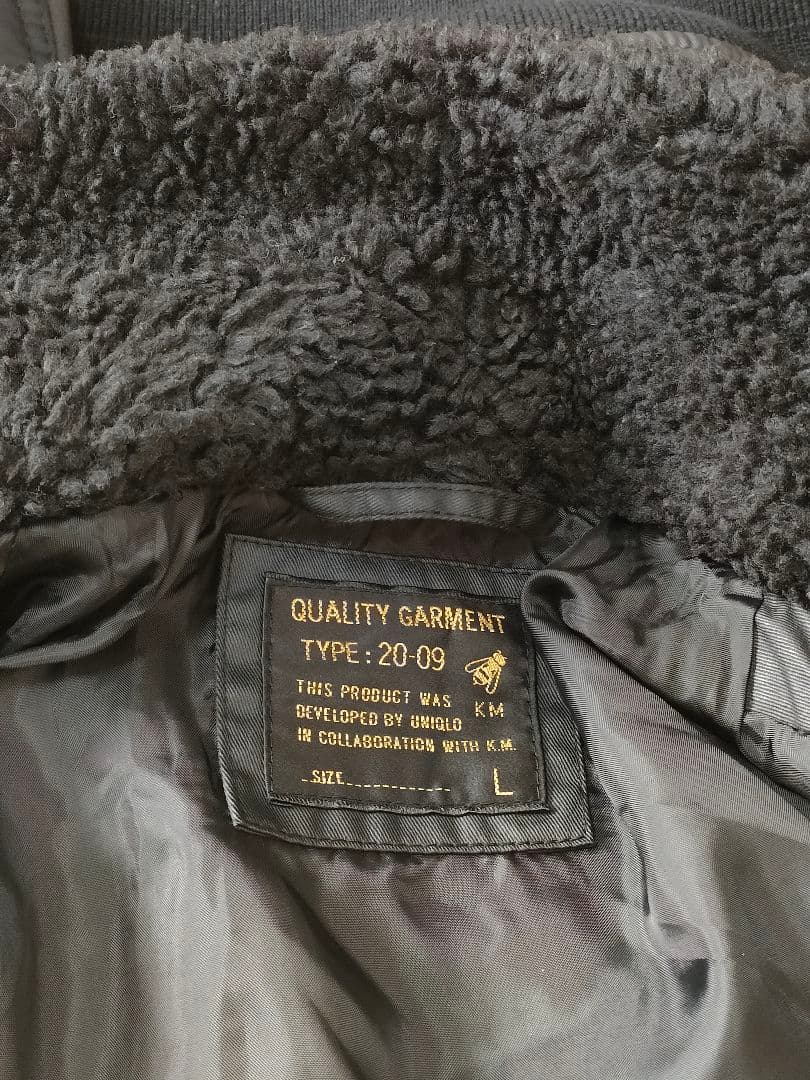 QUALITY GARMENT
TYPE : 20-09
THIS PRODUCT WAS
DEVELOPED BY UNIQLO
IN COLLABORATION WITH K.M.
KM
SIZE L